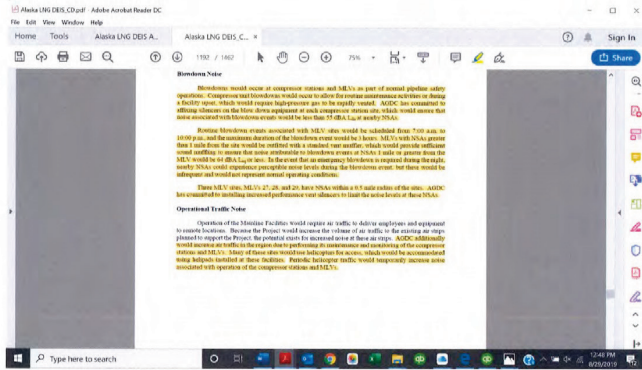 Alaska LNG DEIS_CD.pdf - Adobe Acrobat Reader DC
File Edit View Window Help
Home Tools Alaska LNG DEIS A... Alaska LNG DEIS_C... × Sign In
1192 / 1462 75% Share
Blowdown Noise
Blowdowns would occur at compressor stations and MLVs as part of normal pipeline safety
operations. Compressor unit blowdowns would occur to allow for routine maintenance activities or during
a facility upset, which would require high-pressure gas to be rapidly vented. AGDC has committed to
utilizing silencers on the blow down equipment at each compressor station site, which would ensure that
noise associated with blowdown events would be less than 55 dBA Ldn at nearby NSAs.
Routine blowdown events associated with MLV sites would be scheduled from 7:00 a.m. to
10:00 p.m., and the maximum duration of the blowdown event would be 3 hours. MLVs with NSAs greater
than 1 mile from the site would be outfitted with a standard vent muffler, which would provide sufficient
sound muffling to ensure that noise attributable to blowdown events at NSAs 1 mile or greater from the
MLV would be 64 dBA Leq or less. In the event that an emergency blowdown is required during the night,
nearby NSAs could experience perceptible noise levels during the blowdown event, but these would be
infrequent and would not represent normal operating conditions.
Three MLV sites, MLVs 27, 28, and 29, have NSAs within a 0.5 mile radius of the sites. AGDC
has committed to installing increased performance vent silencers to limit the noise levels at these NSAs.
Operational Traffic Noise
Operation of the Mainline Facilities would require air traffic to deliver employees and equipment
to remote locations. Because the Project would increase the volume of air traffic to the existing air strips
planned to support the Project, the potential exists for increased noise at these air strips. AGDC additionally
would increase air traffic in the region due to performing its maintenance and monitoring of the compressor
stations and MLVs. Many of these sites would use helicopters for access, which would be accommodated
using helipads installed at these facilities. Periodic helicopter traffic would temporarily increase noise
associated with operation of the compressor stations and MLVs.
Type here to search 12:48 PM
8/29/2019